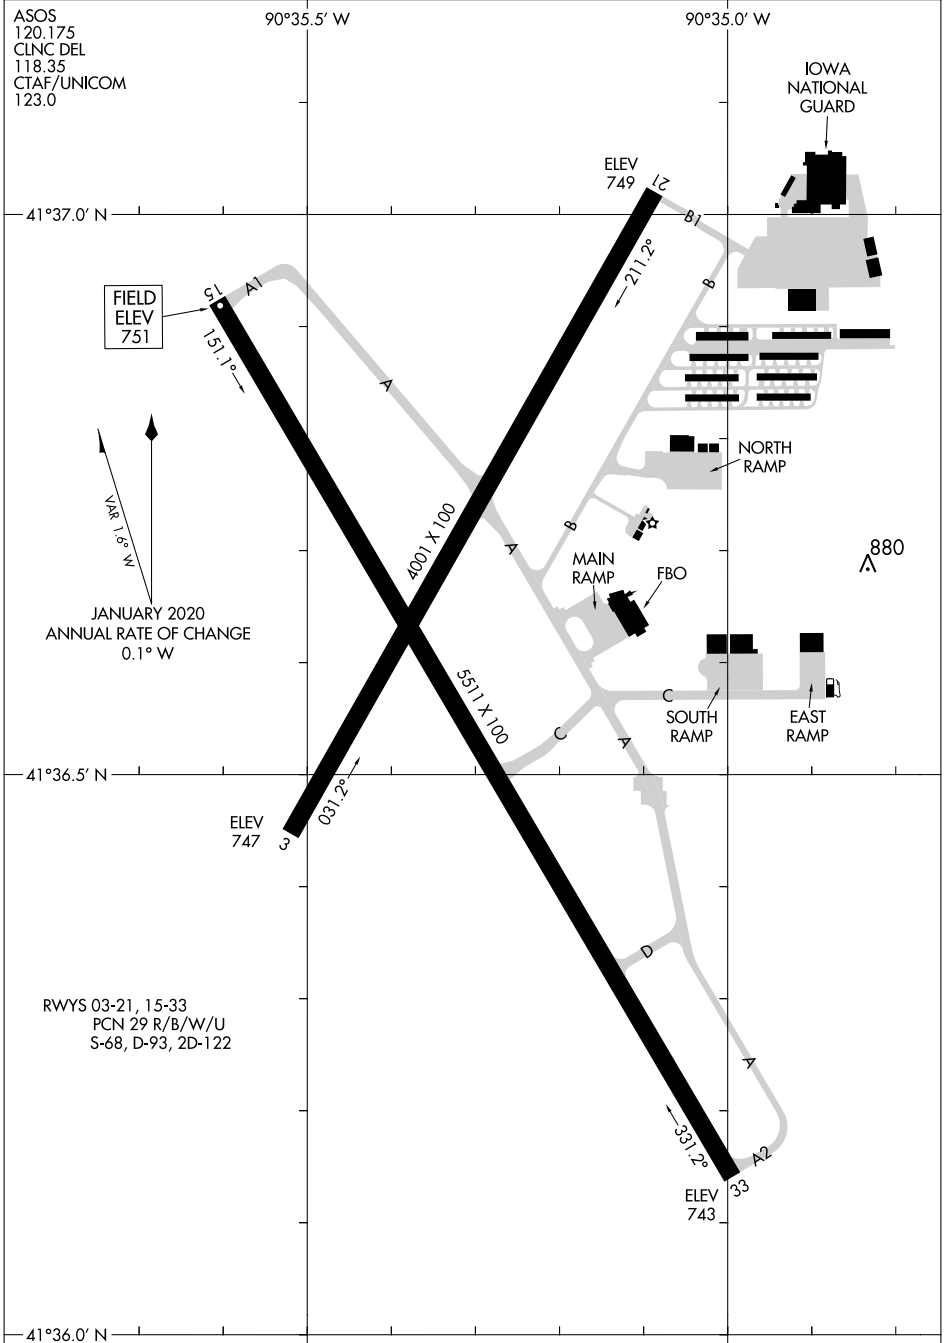 ASOS
120.175
CLNC DEL
118.35
CTAF/UNICOM
123.0
90°35.5' W
90°35.0' W
IOWA
NATIONAL
GUARD
ELEV
749
21
41°37.0' N
B1
211.2°
B
FIELD
ELEV
751
15
A1
151.1°
A
VAR 1.6° W
JANUARY 2020
ANNUAL RATE OF CHANGE
0.1° W
NORTH
RAMP
4001 X 100
B
A
MAIN
RAMP
FBO
880
5511 X 100
C
SOUTH
RAMP
EAST
RAMP
C
A
41°36.5' N
031.2°
ELEV
747
3
D
RWYS 03-21, 15-33
PCN 29 R/B/W/U
S-68, D-93, 2D-122
A
331.2°
A2
ELEV
743
33
41°36.0' N